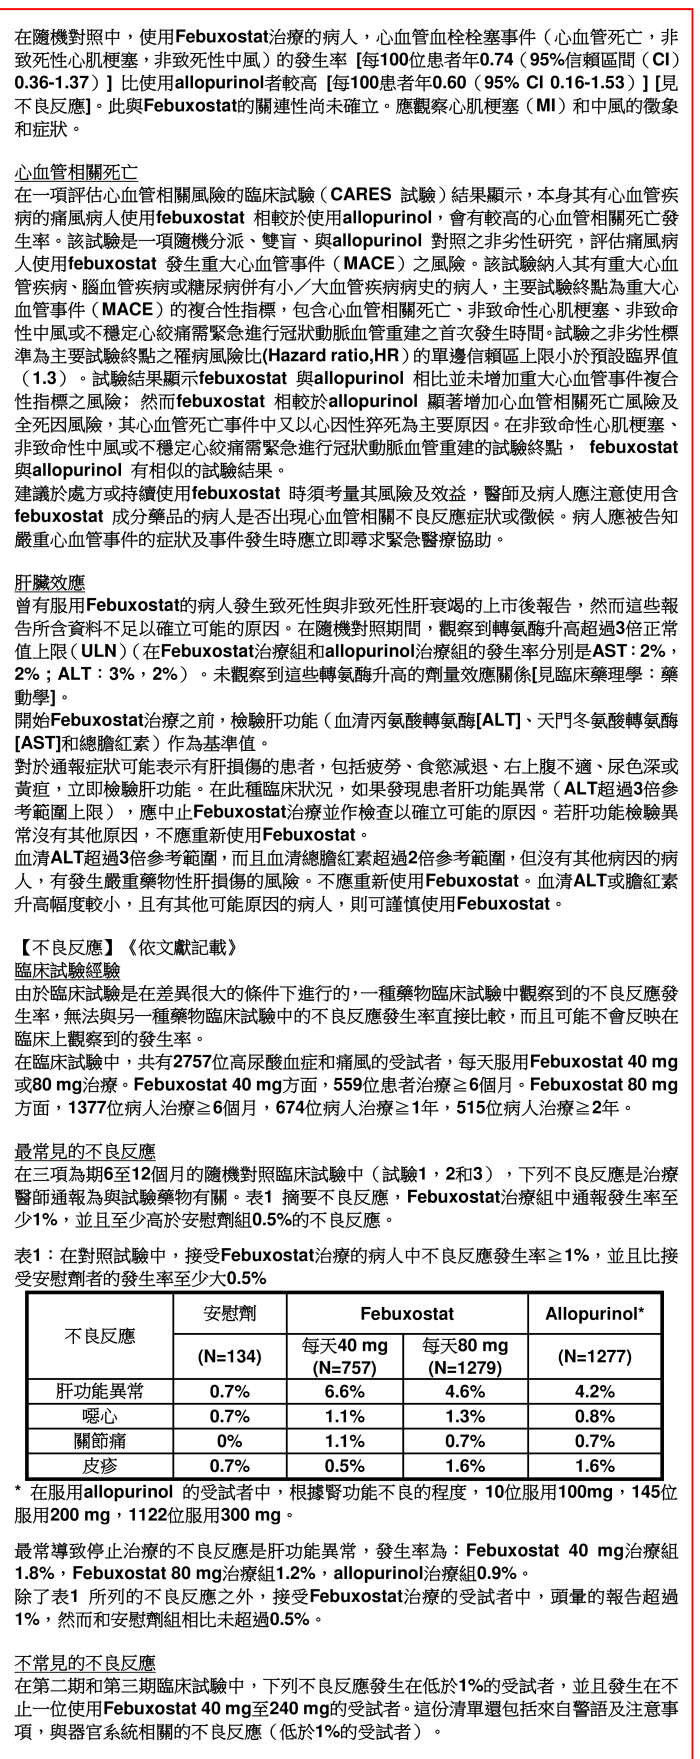 在隨機對照中，使用Febuxostat治療的病人，心血管血栓栓塞事件（心血管死亡，非
致死性心肌梗塞，非致死性中風）的發生率 [每100位患者年0.74（95%信賴區間（CI）
0.36-1.37）] 比使用allopurinol者較高 [每100患者年0.60（95% CI 0.16-1.53）] [見
不良反應]。此與Febuxostat的關連性尚未確立。應觀察心肌梗塞（MI）和中風的徵象
和症狀。
心血管相關死亡
在一項評估心血管相關風險的臨床試驗（CARES 試驗）結果顯示，本身具有心血管疾
病的痛風病人使用febuxostat 相較於使用allopurinol，會有較高的心血管相關死亡發
生率。該試驗是一項隨機分派、雙盲、與allopurinol 對照之非劣性研究，評估痛風病
人使用febuxostat 發生重大心血管事件（MACE）之風險。該試驗納入具有重大心血
管疾病、腦血管疾病或糖尿病併有小／大血管疾病病史的病人，主要試驗終點為重大心
血管事件（MACE）的複合性指標，包含心血管相關死亡、非致命性心肌梗塞、非致命
性中風或不穩定心絞痛需緊急進行冠狀動脈血管重建之首次發生時間。試驗之非劣性標
準為主要試驗終點之罹病風險比(Hazard ratio,HR）的單邊信賴區上限小於預設臨界值
（1.3）。試驗結果顯示febuxostat 與allopurinol 相比並未增加重大心血管事件複合
性指標之風險; 然而febuxostat 相較於allopurinol 顯著增加心血管相關死亡風險及
全死因風險，其心血管死亡事件中又以心因性猝死為主要原因。在非致命性心肌梗塞、
非致命性中風或不穩定心絞痛需緊急進行冠狀動脈血管重建的試驗終點， febuxostat
與allopurinol 有相似的試驗結果。
建議於處方或持續使用febuxostat 時須考量其風險及效益，醫師及病人應注意使用含
febuxostat 成分藥品的病人是否出現心血管相關不良反應症狀或徵候。病人應被告知
嚴重心血管事件的症狀及事件發生時應立即尋求緊急醫療協助。
肝臟效應
曾有服用Febuxostat的病人發生致死性與非致死性肝衰竭的上市後報告，然而這些報
告所含資料不足以確立可能的原因。在隨機對照期間，觀察到轉氨酶升高超過3倍正常
值上限（ULN）（在Febuxostat治療組和allopurinol治療組的發生率分別是AST：2%，
2%；ALT：3%，2%）。未觀察到這些轉氨酶升高的劑量效應關係[見臨床藥理學：藥
動學]。
開始Febuxostat治療之前，檢驗肝功能（血清丙氨酸轉氨酶[ALT]、天門冬氨酸轉氨酶
[AST]和總膽紅素）作為基準值。
對於通報症狀可能表示有肝損傷的患者，包括疲勞、食慾減退、右上腹不適、尿色深或
黃疸，立即檢驗肝功能。在此種臨床狀況，如果發現患者肝功能異常（ALT超過3倍參
考範圍上限），應中止Febuxostat治療並作檢查以確立可能的原因。若肝功能檢驗異
常沒有其他原因，不應重新使用Febuxostat。
血清ALT超過3倍參考範圍，而且血清總膽紅素超過2倍參考範圍，但沒有其他病因的病
人，有發生嚴重藥物性肝損傷的風險。不應重新使用Febuxostat。血清ALT或膽紅素
升高幅度較小，且有其他可能原因的病人，則可謹慎使用Febuxostat。
【不良反應】《依文獻記載》
臨床試驗經驗
由於臨床試驗是在差異很大的條件下進行的，一種藥物臨床試驗中觀察到的不良反應發
生率，無法與另一種藥物臨床試驗中的不良反應發生率直接比較，而且可能不會反映在
臨床上觀察到的發生率。
在臨床試驗中，共有2757位高尿酸血症和痛風的受試者，每天服用Febuxostat 40 mg
或80 mg治療。Febuxostat 40 mg方面，559位患者治療≧6個月。Febuxostat 80 mg
方面，1377位病人治療≧6個月，674位病人治療≧1年，515位病人治療≧2年。
最常見的不良反應
在三項為期6至12個月的隨機對照臨床試驗中（試驗1，2和3），下列不良反應是治療
醫師通報為與試驗藥物有關。表1 摘要不良反應，Febuxostat治療組中通報發生率至
少1%，並且至少高於安慰劑組0.5%的不良反應。
表1：在對照試驗中，接受Febuxostat治療的病人中不良反應發生率≧1%，並且比接
受安慰劑者的發生率至少大0.5%
不良反應 安慰劑 Febuxostat Allopurinol*
(N=134) 每天40 mg (N=757) 每天80 mg (N=1279) (N=1277)
肝功能異常 0.7% 6.6% 4.6% 4.2%
噁心 0.7% 1.1% 1.3% 0.8%
關節痛 0% 1.1% 0.7% 0.7%
皮疹 0.7% 0.5% 1.6% 1.6%
* 在服用allopurinol 的受試者中，根據腎功能不良的程度，10位服用100mg，145位
服用200 mg，1122位服用300 mg。
最常導致停止治療的不良反應是肝功能異常，發生率為：Febuxostat 40 mg治療組
1.8%，Febuxostat 80 mg治療組1.2%，allopurinol治療組0.9%。
除了表1 所列的不良反應之外，接受Febuxostat治療的受試者中，頭暈的報告超過
1%，然而和安慰劑組相比未超過0.5%。
不常見的不良反應
在第二期和第三期臨床試驗中，下列不良反應發生在低於1%的受試者，並且發生在不
止一位使用Febuxostat 40 mg至240 mg的受試者。這份清單還包括來自警語及注意事
項，與器官系統相關的不良反應（低於1%的受試者）。